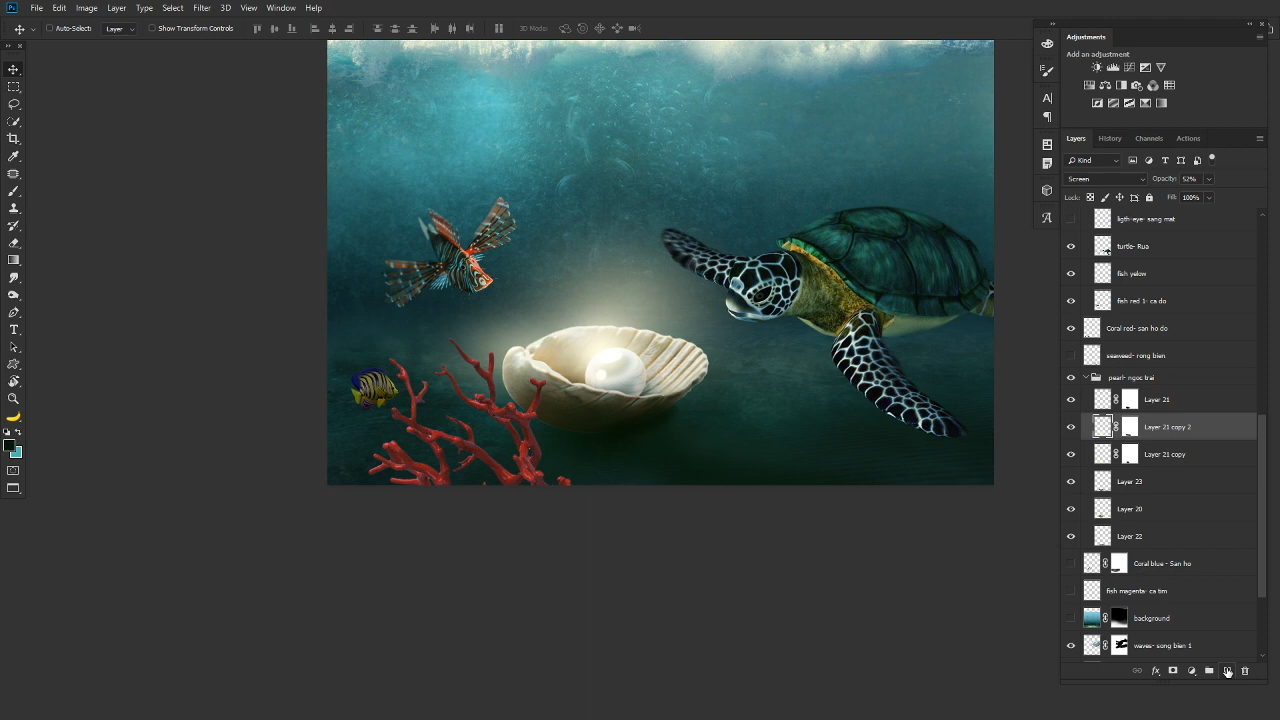 Ps File Edit Image Layer Type Select Filter 3D View Window Help
Auto-Select: Layer Show Transform Controls 3D Mode:
Adjustments
Add an adjustment
Layers History Channels Actions
Kind
Screen Opacity: 52%
Lock: Fill: 100%
ligth-eye- sang mat
turtle- Rua
fish yelow
fish red 1- ca do
Coral red- san ho do
seaweed- rong bien
pearl- ngoc trai
Layer 21
Layer 21 copy 2
Layer 21 copy
Layer 23
Layer 20
Layer 22
Coral blue - San ho
fish magenta- ca tim
background
waves- song bien 1
fx